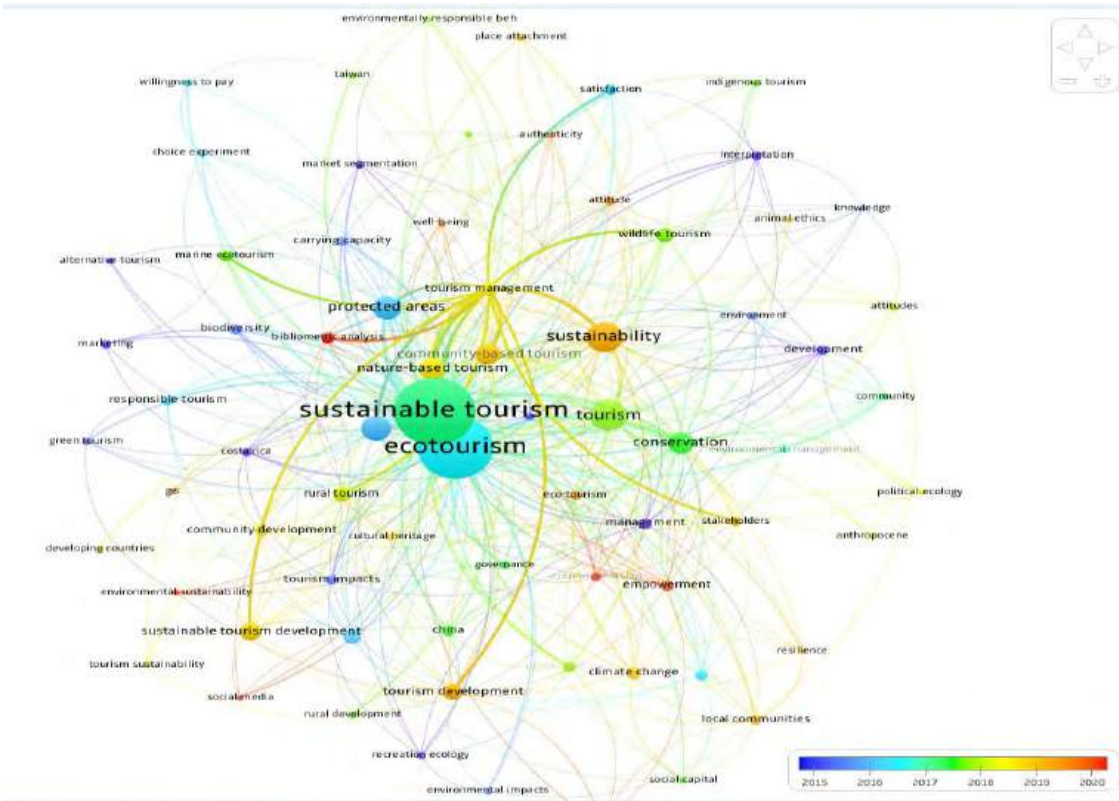 environmentally responsible beh
place attachment
taiwan
willingness to pay
satisfaction
indigenous tourism
authenticity
choice experiment
market segmentation
interpretation
attitude
knowledge
well-being
animal ethics
carrying capacity
wildlife tourism
marine ecotourism
alternative tourism
tourism management
protected areas
attitudes
environment
biodiversity
bibliometric analysis
sustainability
marketing
community-based tourism
development
nature-based tourism
responsible tourism
community
sustainable tourism
tourism
green tourism
ecotourism
conservation
costa rica
environmental management
gis
rural tourism
ecotourism
political ecology
community development
management
stakeholders
cultural heritage
anthropocene
developing countries
governance
tourism impacts
empowerment
environmental sustainability
sustainable tourism development
china
resilience
tourism sustainability
climate change
social media
tourism development
rural development
local communities
recreation ecology
social capital
environmental impacts
2015 2016 2017 2018 2019 2020